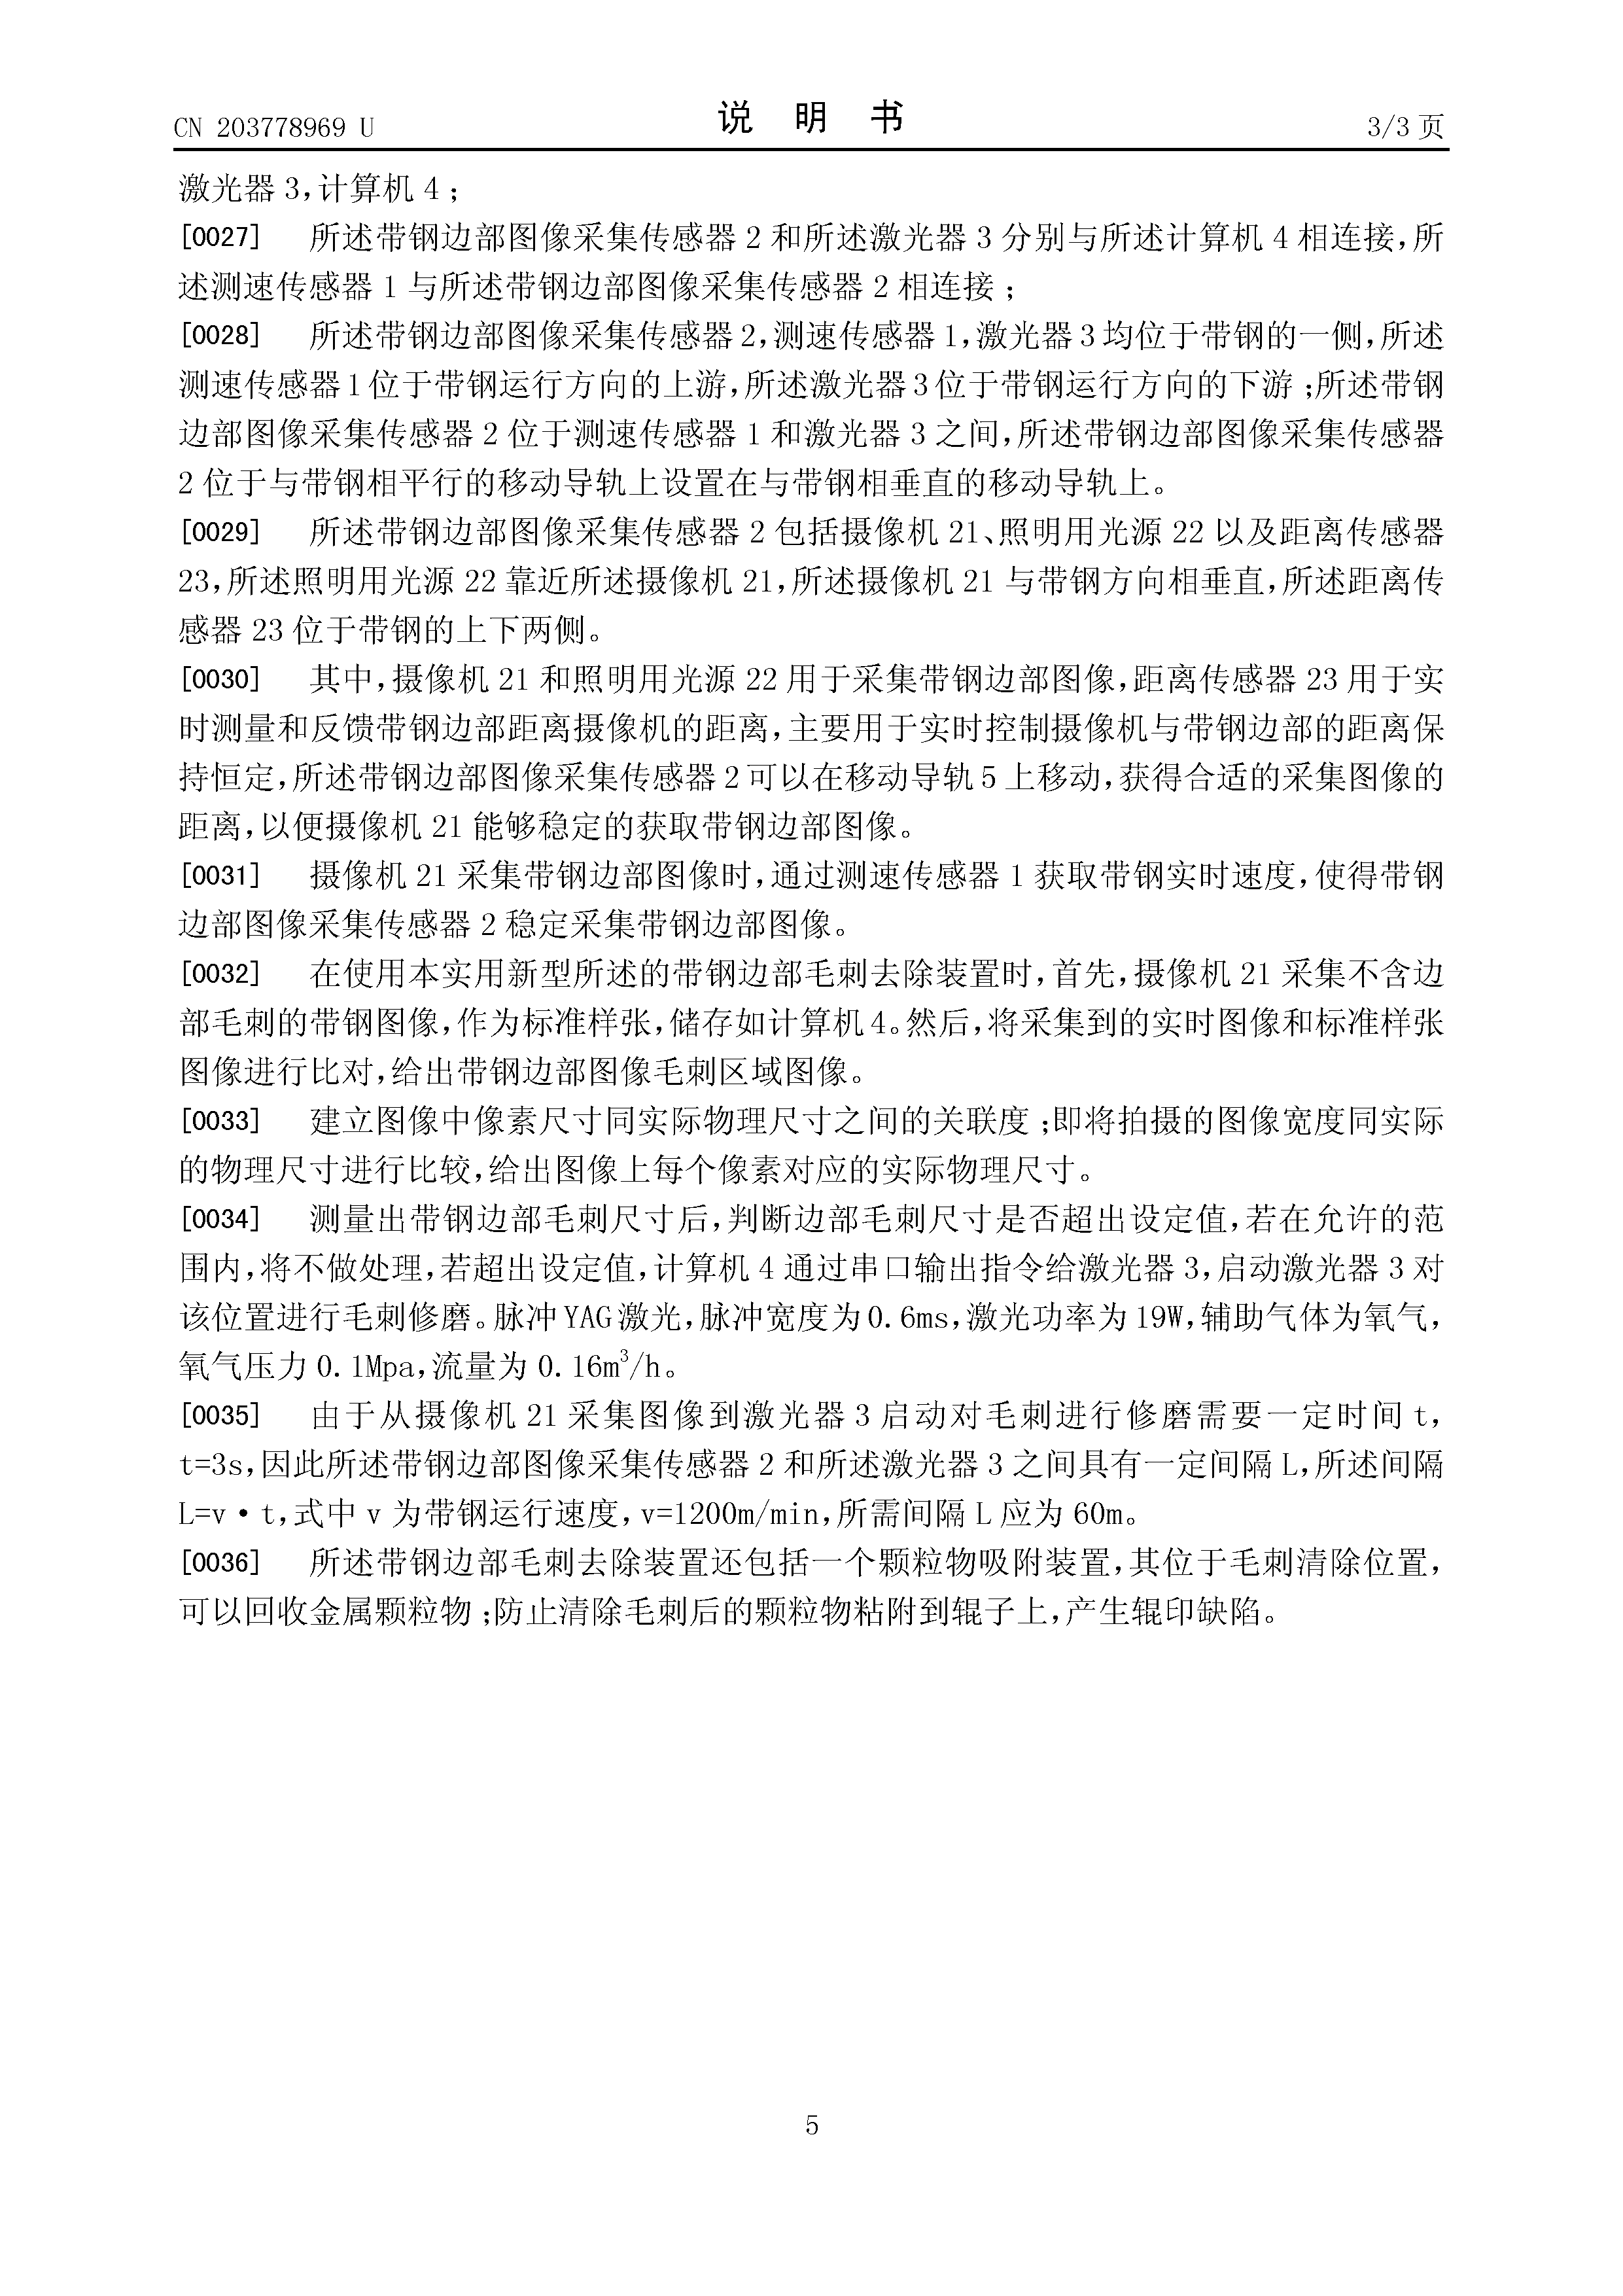 CN 203778969 U
说 明 书
3/3 页
激光器 3,计算机 4 ;
[0027] 所述带钢边部图像采集传感器 2 和所述激光器 3 分别与所述计算机 4 相连接,所
述测速传感器 1 与所述带钢边部图像采集传感器 2 相连接 ;
[0028] 所述带钢边部图像采集传感器 2,测速传感器 1,激光器 3 均位于带钢的一侧,所述
测速传感器 1 位于带钢运行方向的上游,所述激光器 3 位于带钢运行方向的下游 ;所述带钢
边部图像采集传感器 2 位于测速传感器 1 和激光器 3 之间,所述带钢边部图像采集传感器
2 位于与带钢相平行的移动导轨上设置在与带钢相垂直的移动导轨上。
[0029] 所述带钢边部图像采集传感器 2 包括摄像机 21、照明用光源 22 以及距离传感器
23,所述照明用光源 22 靠近所述摄像机 21,所述摄像机 21 与带钢方向相垂直,所述距离传
感器 23 位于带钢的上下两侧。
[0030] 其中,摄像机 21 和照明用光源 22 用于采集带钢边部图像,距离传感器 23 用于实
时测量和反馈带钢边部距离摄像机的距离,主要用于实时控制摄像机与带钢边部的距离保
持恒定,所述带钢边部图像采集传感器 2 可以在移动导轨 5 上移动,获得合适的采集图像的
距离,以便摄像机 21 能够稳定的获取带钢边部图像。
[0031] 摄像机 21 采集带钢边部图像时,通过测速传感器 1 获取带钢实时速度,使得带钢
边部图像采集传感器 2 稳定采集带钢边部图像。
[0032] 在使用本实用新型所述的带钢边部毛刺去除装置时,首先,摄像机 21 采集不含边
部毛刺的带钢图像,作为标准样张,储存如计算机 4。然后,将采集到的实时图像和标准样张
图像进行比对,给出带钢边部图像毛刺区域图像。
[0033] 建立图像中像素尺寸同实际物理尺寸之间的关联度 ;即将拍摄的图像宽度同实际
的物理尺寸进行比较,给出图像上每个像素对应的实际物理尺寸。
[0034] 测量出带钢边部毛刺尺寸后,判断边部毛刺尺寸是否超出设定值,若在允许的范
围内,将不做处理,若超出设定值,计算机 4 通过串口输出指令给激光器 3,启动激光器 3 对
该位置进行毛刺修磨。脉冲 YAG 激光,脉冲宽度为 0.6ms,激光功率为 19W,辅助气体为氧气,
氧气压力 0.1Mpa,流量为 0.16m³/h。
[0035] 由于从摄像机 21 采集图像到激光器 3 启动对毛刺进行修磨需要一定时间 t,
t=3s,因此所述带钢边部图像采集传感器 2 和所述激光器 3 之间具有一定间隔 L,所述间隔
L=v·t,式中 v 为带钢运行速度, v=1200m/min,所需间隔 L 应为 60m。
[0036] 所述带钢边部毛刺去除装置还包括一个颗粒物吸附装置,其位于毛刺清除位置,
可以回收金属颗粒物 ;防止清除毛刺后的颗粒物粘附到辊子上,产生辊印缺陷。
5